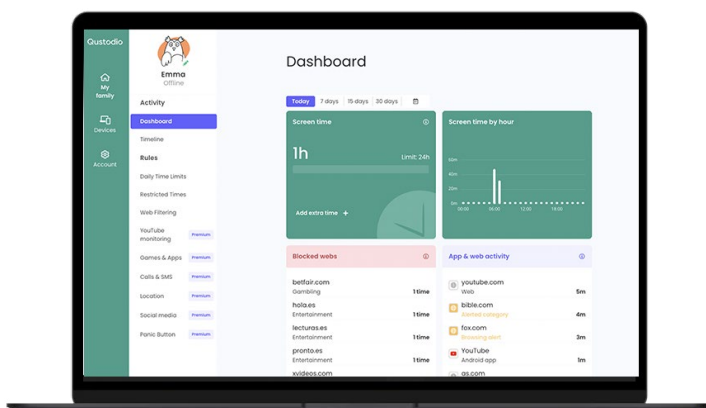 Qustodio
My
family
Devices
Account
Emma
Offline
Activity
Dashboard
Timeline
Rules
Daily Time Limits
Restricted Times
Web Filtering
YouTube
monitoring
Premium
Games & Apps
Premium
Calls & SMS
Premium
Location
Premium
Social media
Premium
Panic Button
Premium
Dashboard
Today 7 days 15 days 30 days
Screen time
1h
Limit: 24h
Add extra time +
Screen time by hour
60m
40m
20m
0m
00:00 06:00 12:00 18:00
Blocked webs
betfair.com
Gambling 1 time
hola.es
Entertainment 1 time
lecturas.es
Entertainment 1 time
pronto.es
Entertainment 1 time
xvideos.com
App & web activity
youtube.com
Web 5m
bible.com
Alerted category 4m
fox.com
Browsing alert 3m
YouTube
Android app 1m
as.com